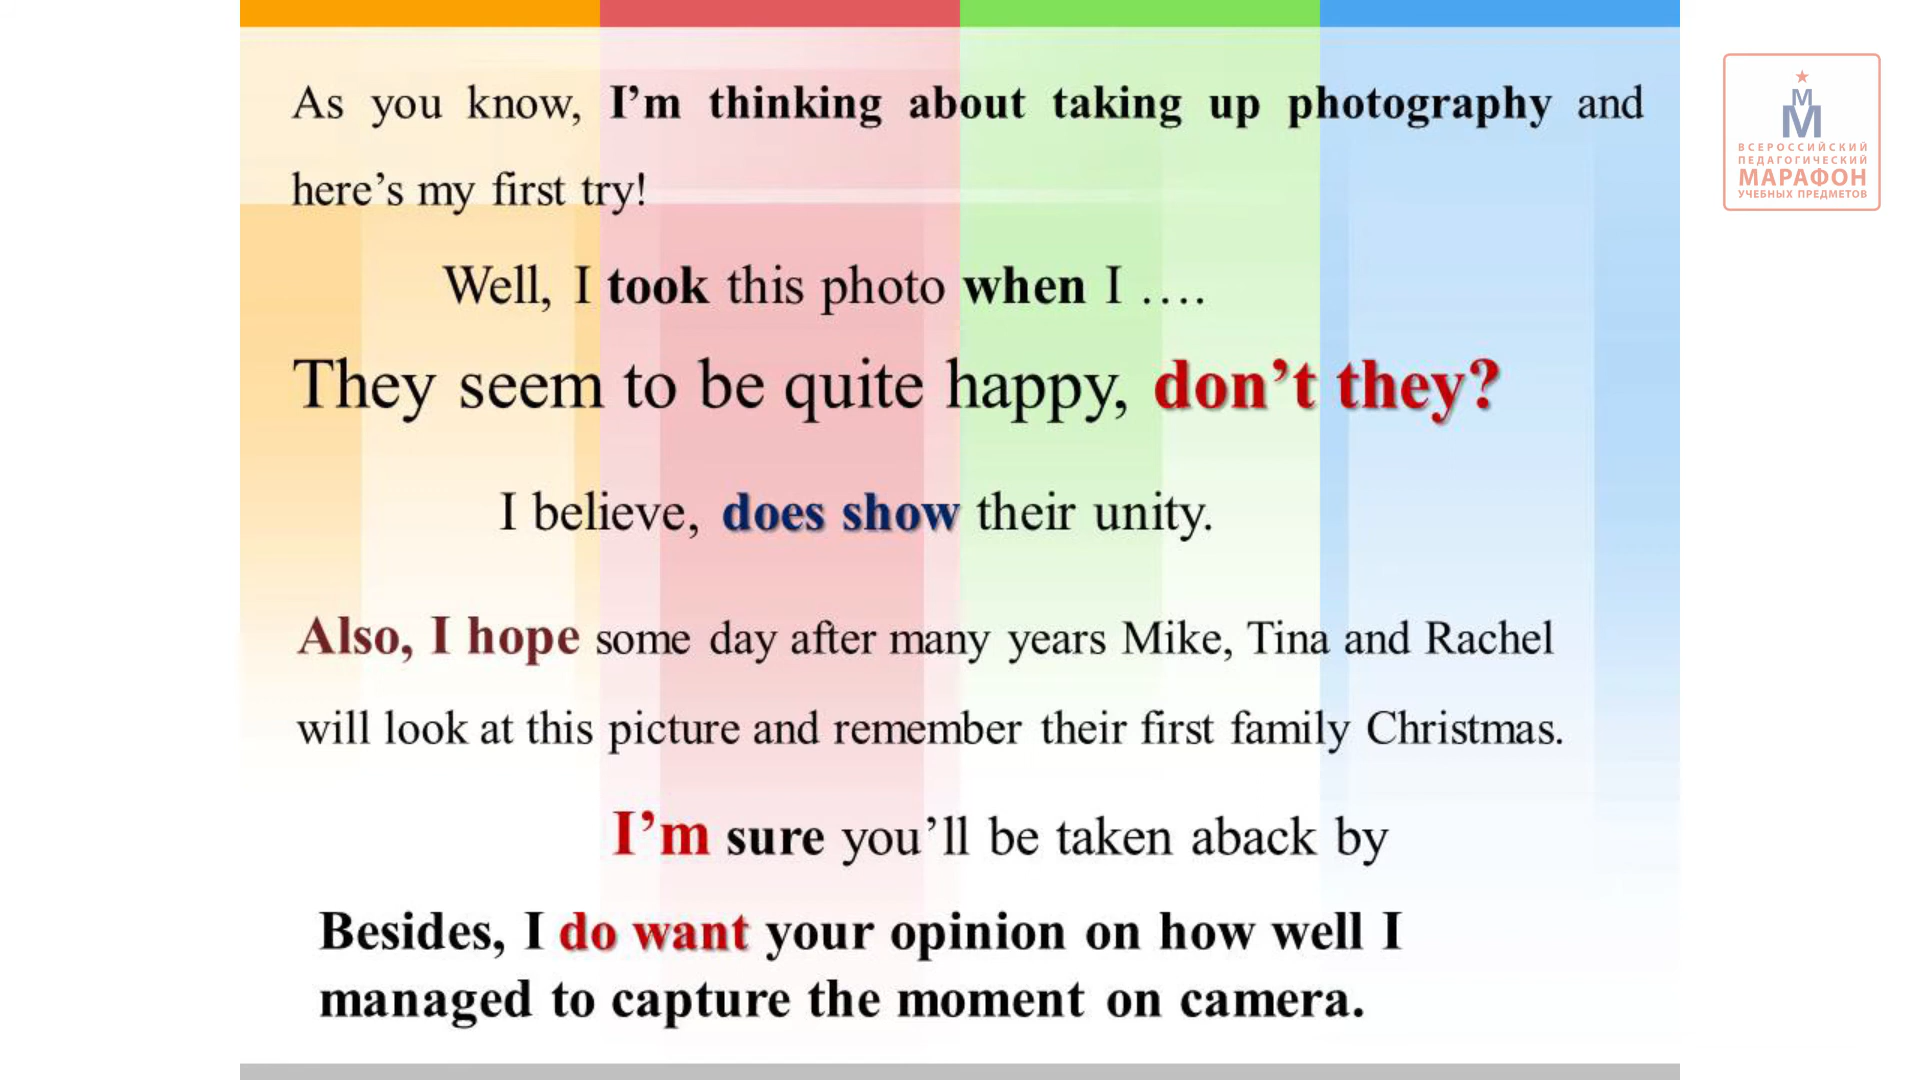 As you know, I’m thinking about taking up photography and
here’s my first try!
Well, I took this photo when I ….
They seem to be quite happy, don’t they?
I believe, does show their unity.
Also, I hope some day after many years Mike, Tina and Rachel
will look at this picture and remember their first family Christmas.
I’m sure you’ll be taken aback by
Besides, I do want your opinion on how well I
managed to capture the moment on camera.
М
М
ВСЕРОССИЙСКИЙ
ПЕДАГОГИЧЕСКИЙ
МАРАФОН
УЧЕБНЫХ ПРЕДМЕТОВ